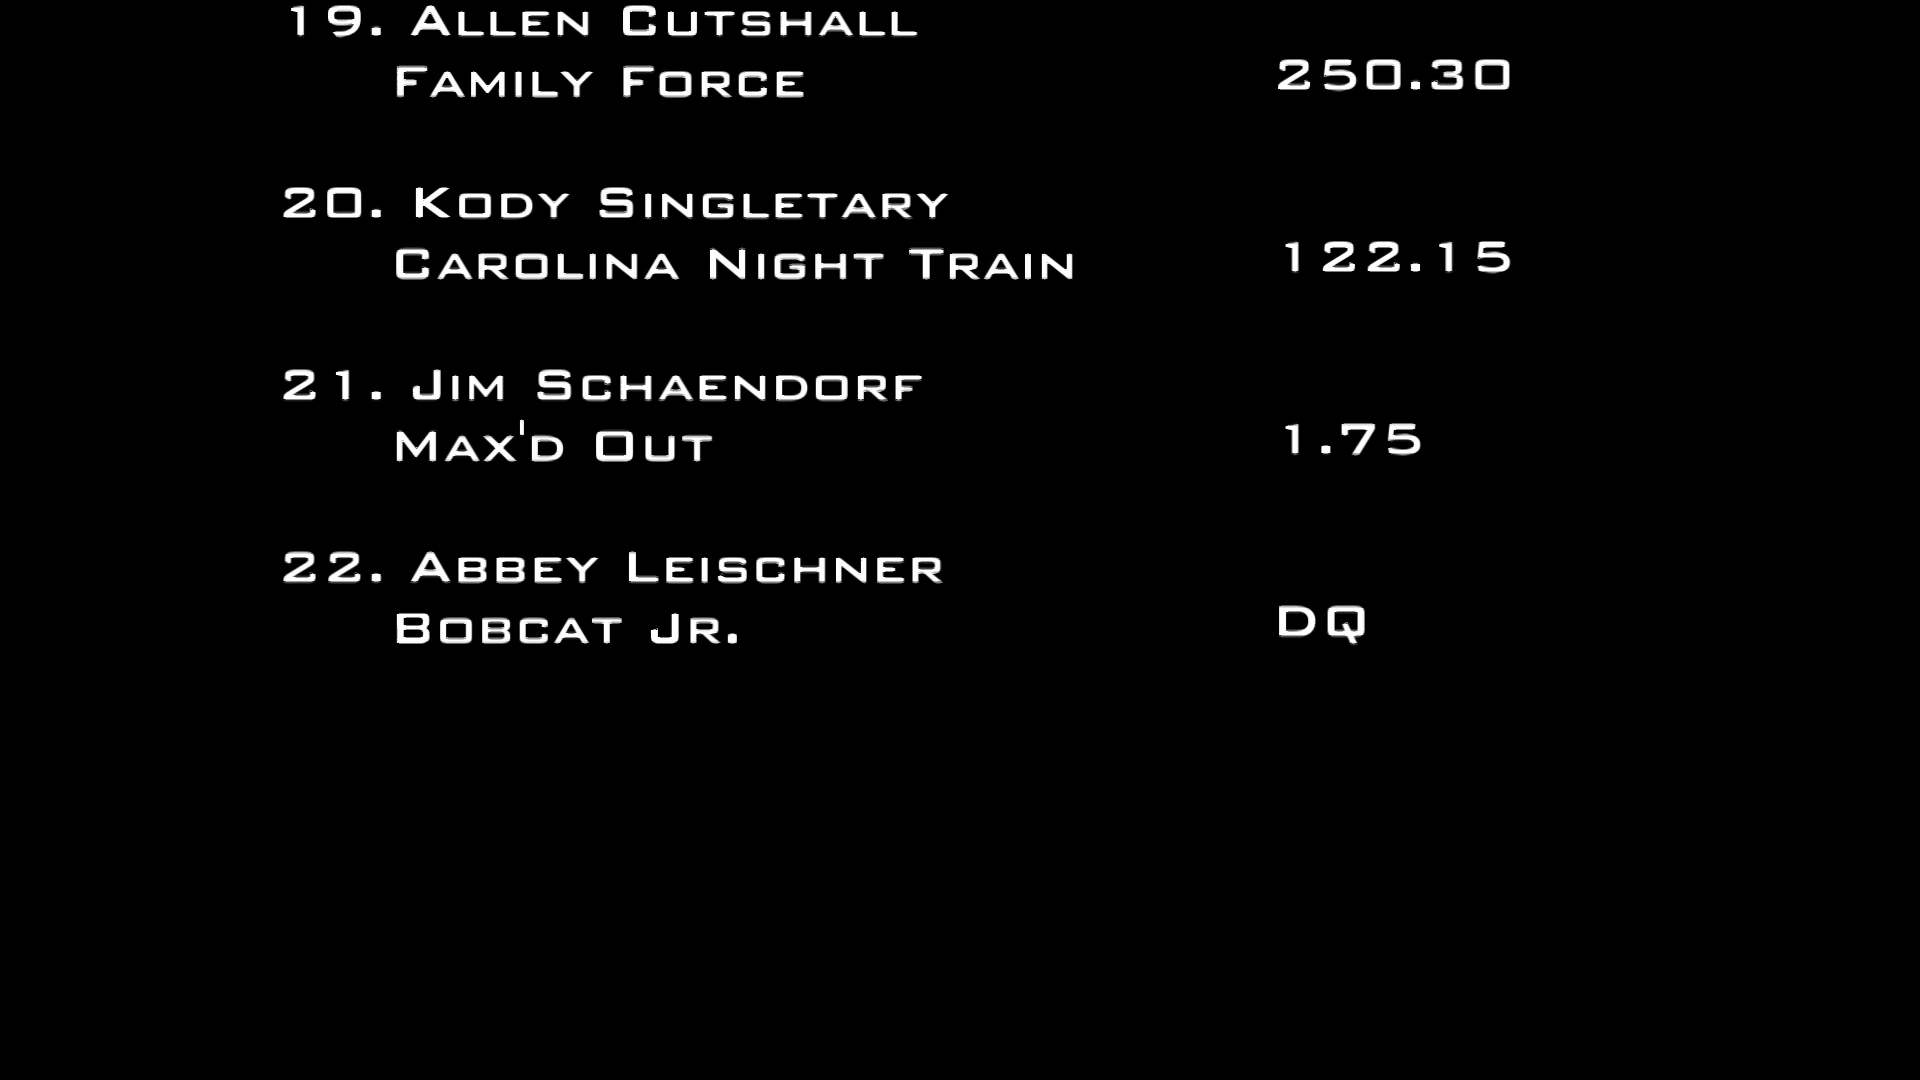 19. Allen Cutshall
Family Force 250.30
20. Kody Singletary
Carolina Night Train 122.15
21. Jim Schaendorf
Max'd Out 1.75
22. Abbey Leischner
Bobcat Jr. DQ